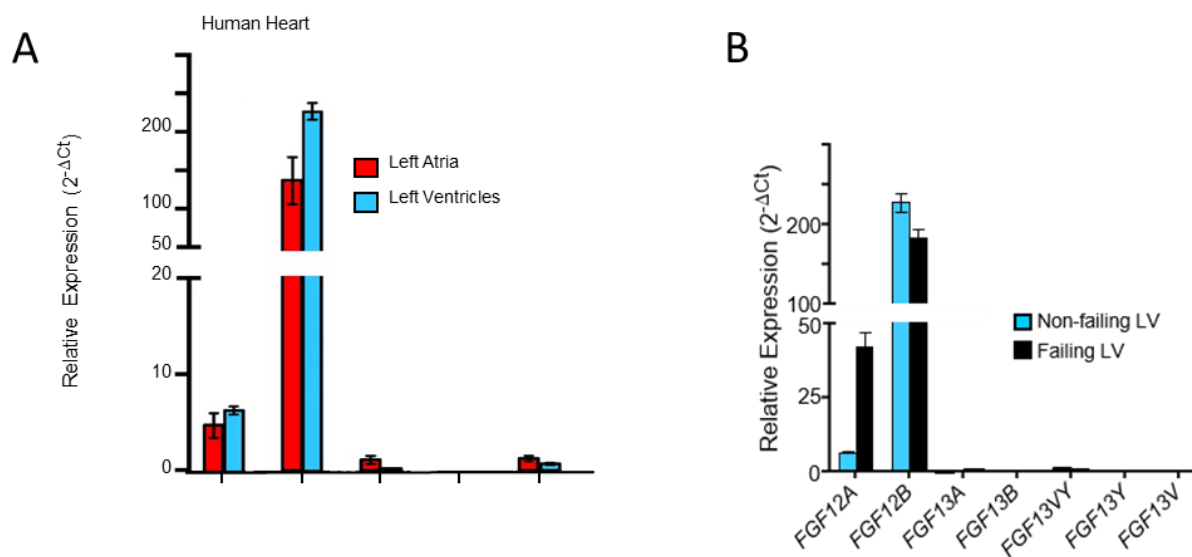 A
Human Heart
Relative Expression (2-ΔCt)
200
100
50
20
10
0
Left Atria
Left Ventricles
B
Relative Expression (2-ΔCt)
200
100
50
25
0
Non-failing LV
Failing LV
FGF12A
FGF12B
FGF13A
FGF13B
FGF13VY
FGF13Y
FGF13V